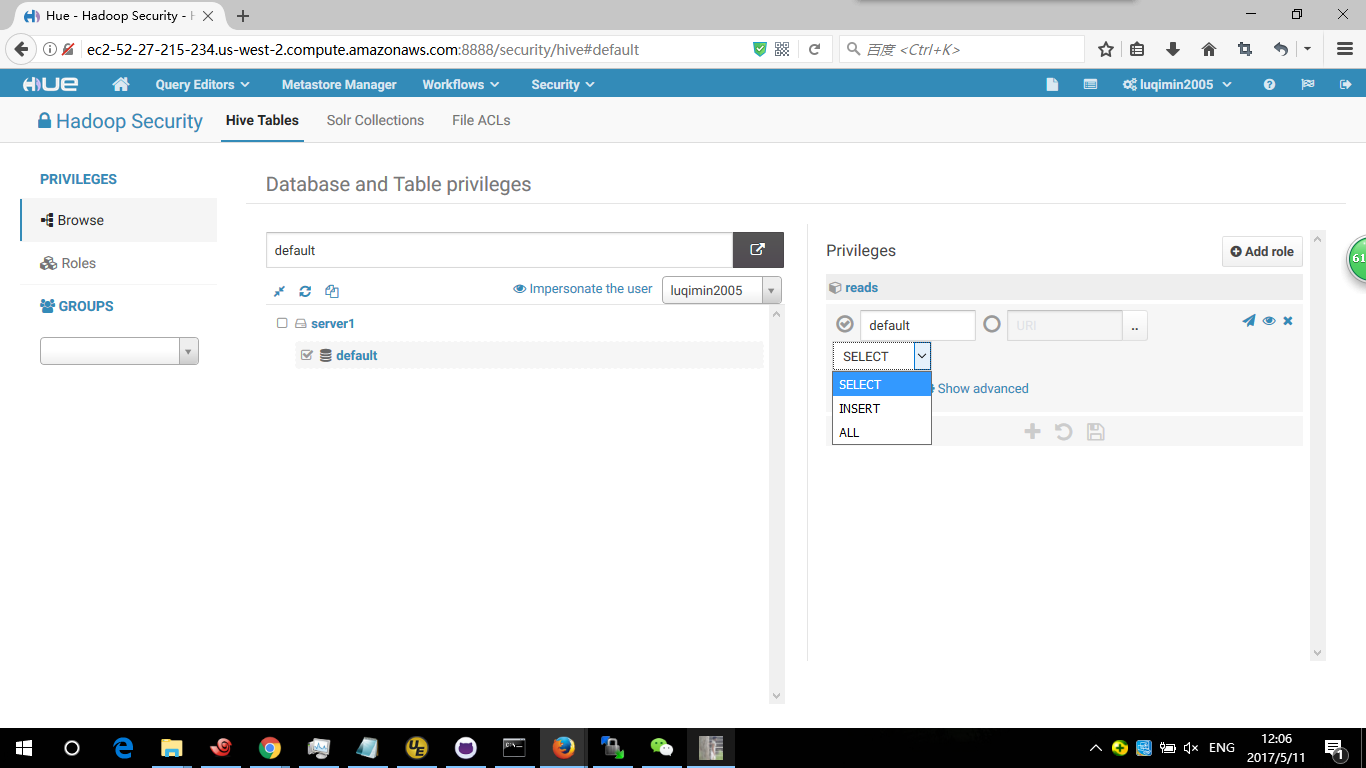 Hue - Hadoop Security - H
ec2-52-27-215-234.us-west-2.compute.amazonaws.com:8888/security/hive#default
百度 <Ctrl+K>
HUE Query Editors Metastore Manager Workflows Security luqimin2005
Hadoop Security Hive Tables Solr Collections File ACLs
PRIVILEGES
Browse
Roles
GROUPS
Database and Table privileges
default
Impersonate the user luqimin2005
server1
default
Privileges Add role
reads
default URI ..
SELECT
SELECT
INSERT
ALL
Show advanced
61
ENG 12:06
2017/5/11
1